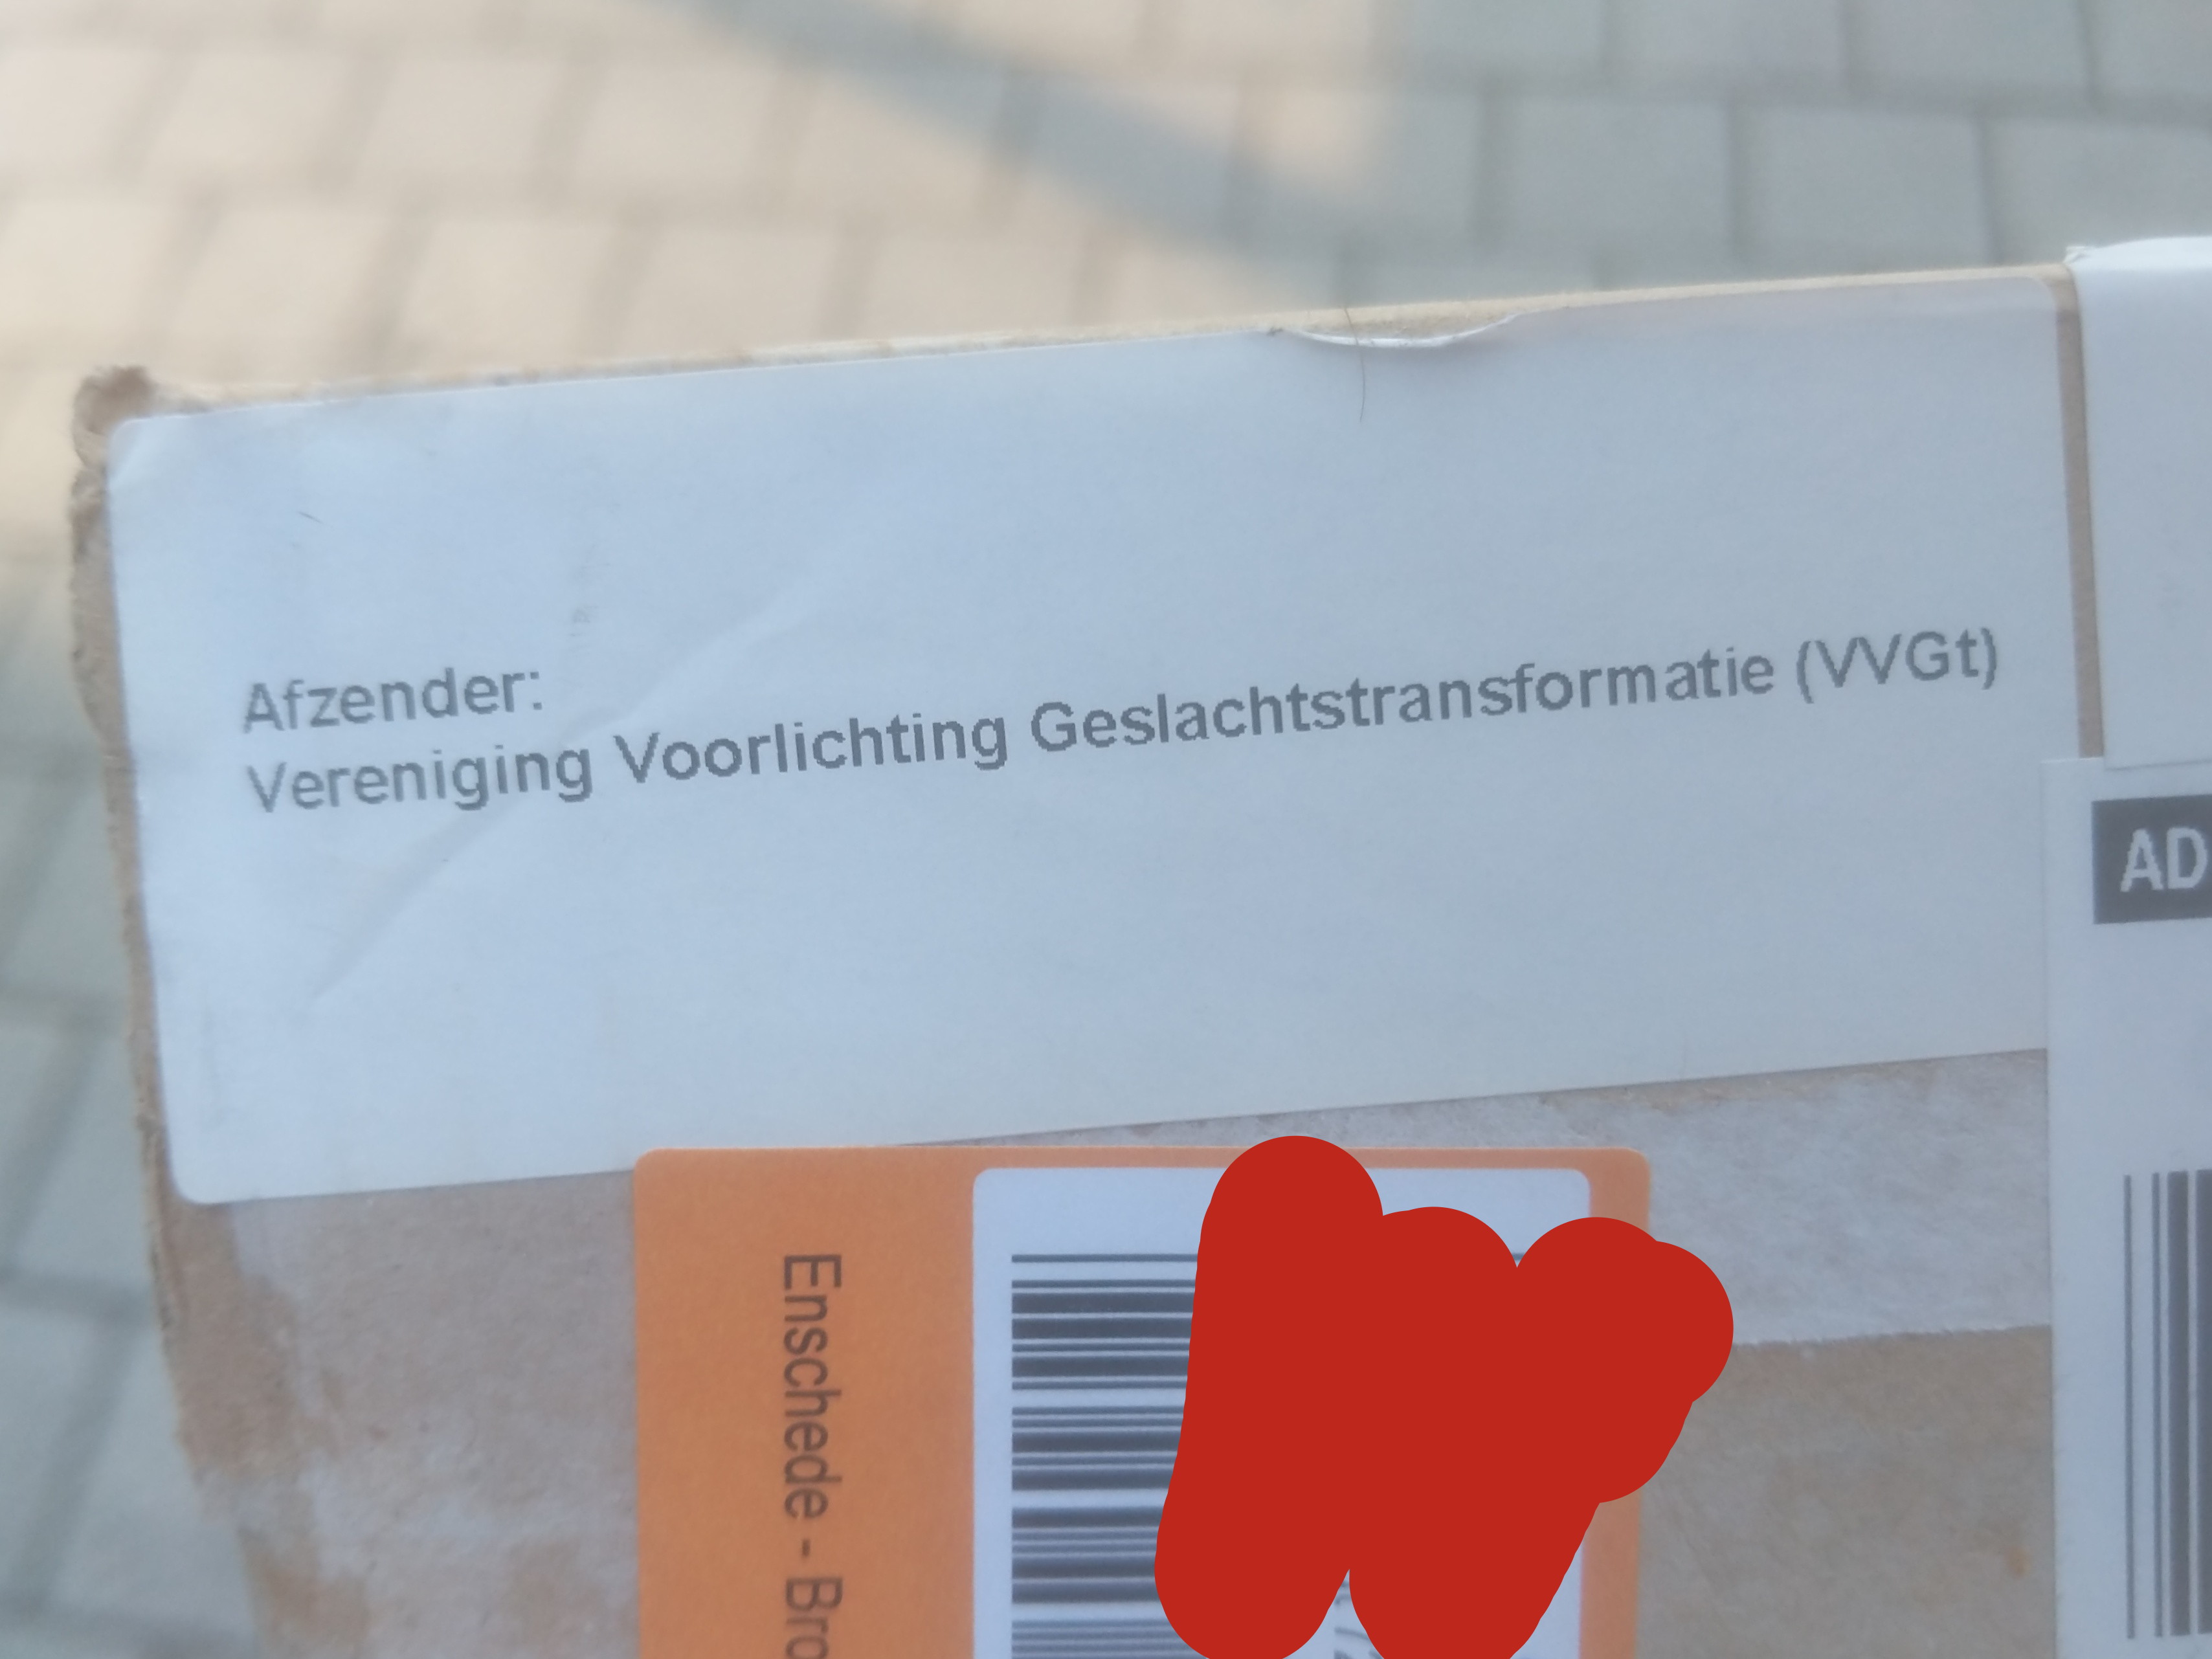 Afzender:
Vereniging Voorlichting Geslachtstransformatie (VVGt)
AD
Enschede - Bro